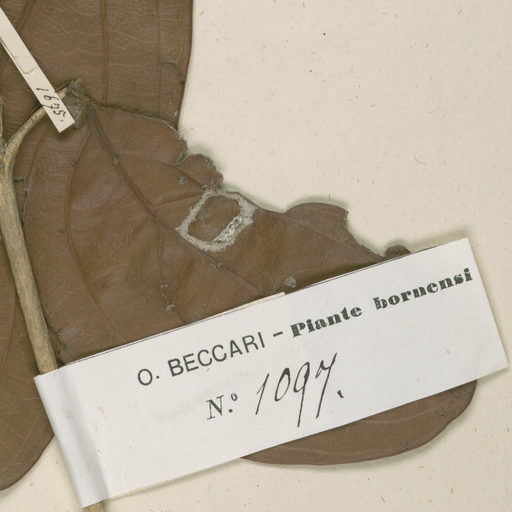 O. BECCARI – Piante bornensi
N.º 1097.